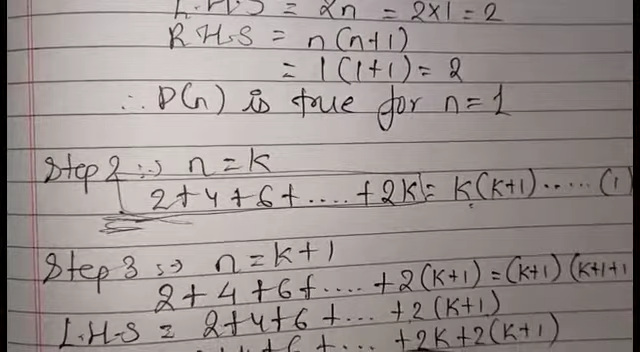 L.H.S = 2n = 2×1 = 2
R.H.S = n(n+1)
= 1(1+1) = 2
∴ P(n) is true for n=1
Step 2 :⇒ n=k
2+4+6+....+2k = k(k+1).....(1)
Step 3 :⇒ n=k+1
2+4+6+....+2(k+1)=(k+1)(k+1+1
L.H.S = 2+4+6+...+2(k+1)
+6+...+2k+2(k+1)